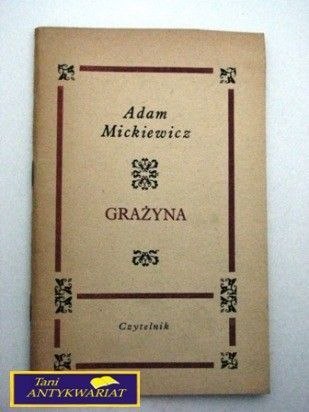 Adam
Mickiewicz
GRAŻYNA
Czytelnik
Tani
ANTYKWARIAT